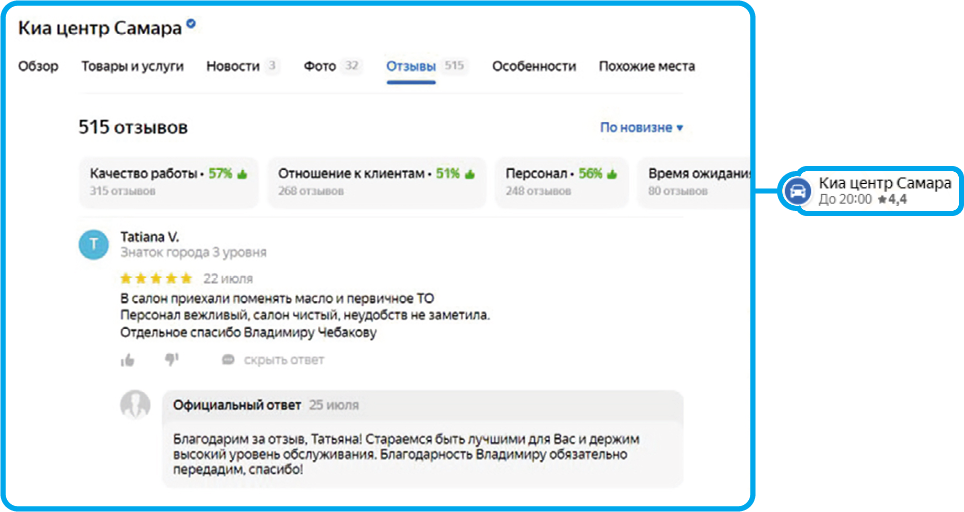 Киа центр Самара
Обзор Товары и услуги Новости 3 Фото 32 Отзывы 515 Особенности Похожие места
515 отзывов По новизне
Качество работы • 57% Отношение к клиентам • 51% Персонал • 56% Время ожидания
315 отзывов 268 отзывов 248 отзывов 80 отзывов
Киа центр Самара
До 20:00 ★4,4
T
Tatiana V.
Знаток города 3 уровня
22 июля
В салон приехали поменять масло и первичное ТО
Персонал вежливый, салон чистый, неудобств не заметила.
Отдельное спасибо Владимиру Чебакову
скрыть ответ
Официальный ответ 25 июля
Благодарим за отзыв, Татьяна! Стараемся быть лучшими для Вас и держим
высокий уровень обслуживания. Благодарность Владимиру обязательно
передадим, спасибо!